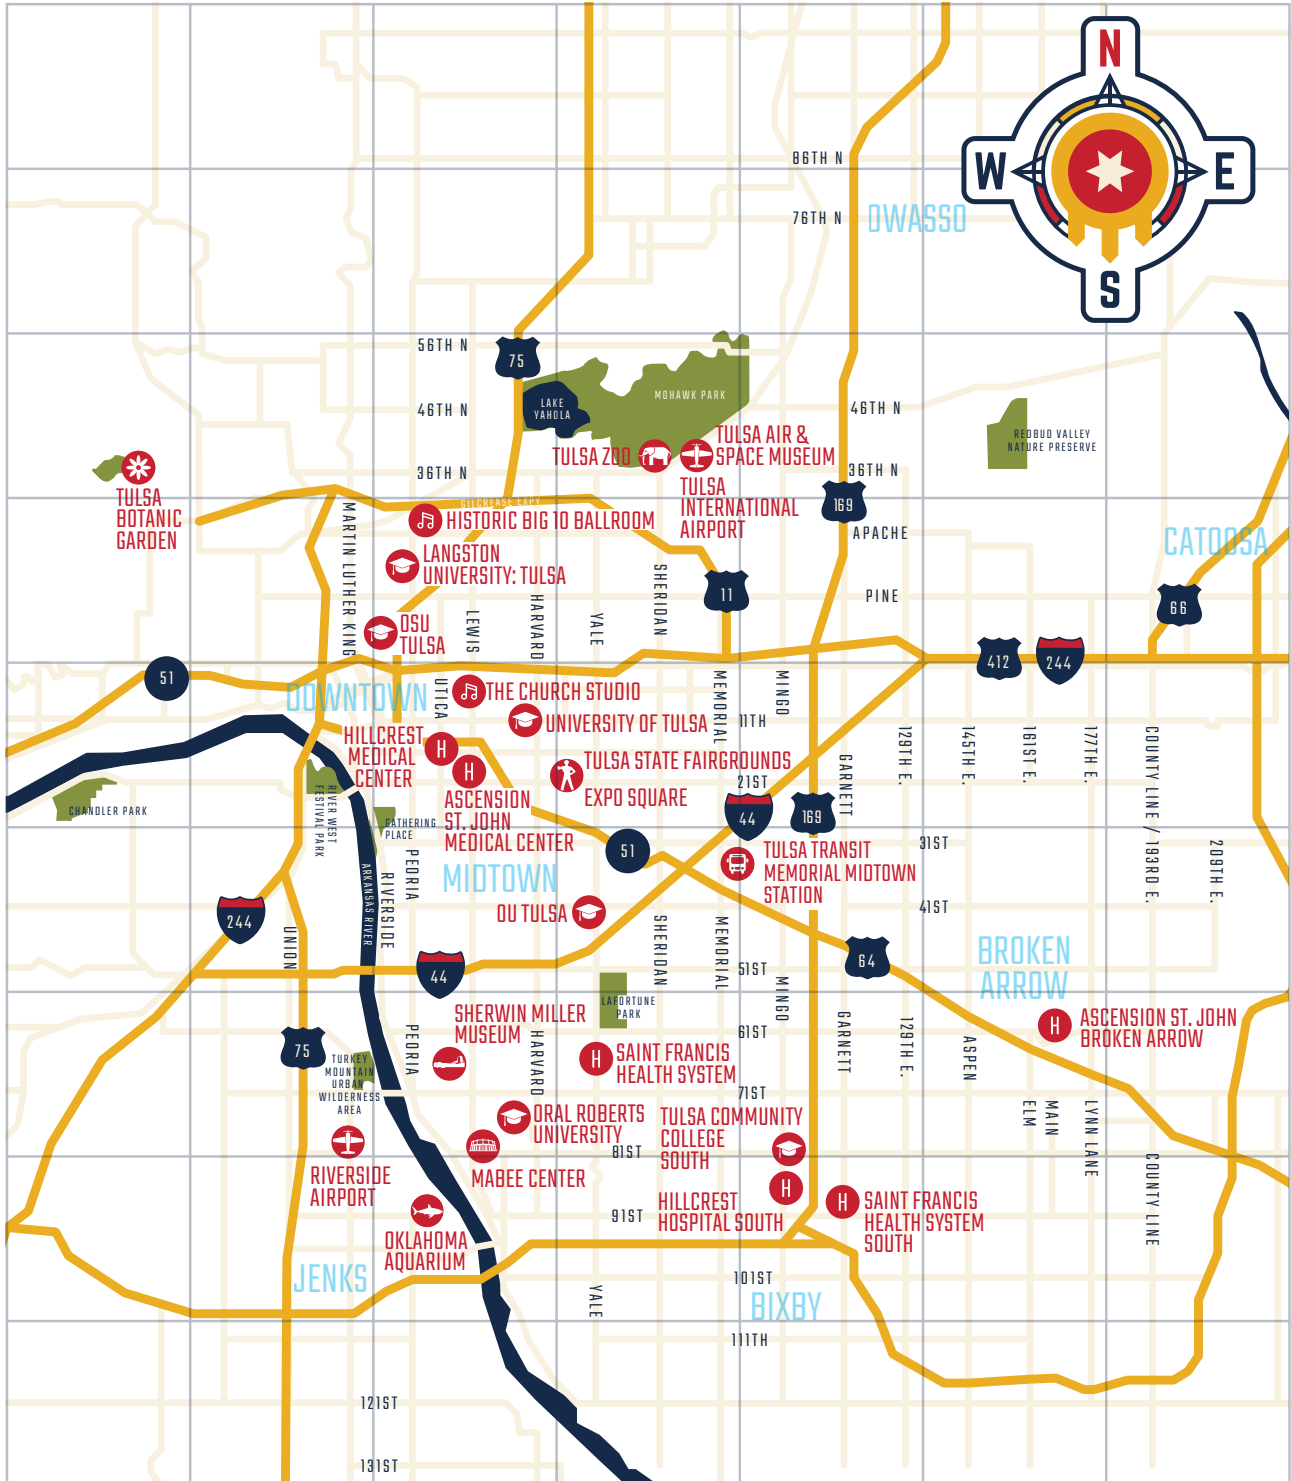 N
W
E
S
86TH N
76TH N
OWASSO
56TH N
75
LAKE
YAHOLA
MOHAWK PARK
46TH N
46TH N
REDBUD VALLEY
NATURE PRESERVE
TULSA ZOO
TULSA AIR &
SPACE MUSEUM
36TH N
36TH N
TULSA
BOTANIC
GARDEN
TULSA
INTERNATIONAL
AIRPORT
169
GILCREASE EXPY
HISTORIC BIG 10 BALLROOM
APACHE
CATOOSA
MARTIN LUTHER KING
LANGSTON
UNIVERSITY: TULSA
SHERIDAN
11
PINE
66
OSU
TULSA
LEWIS
HARVARD
YALE
412
244
51
DOWNTOWN
UTICA
THE CHURCH STUDIO
MEMORIAL
MINGO
UNIVERSITY OF TULSA
11TH
HILLCREST
MEDICAL
CENTER
H
H
TULSA STATE FAIRGROUNDS
EXPO SQUARE
21ST
GARNETT
129TH E.
145TH E.
161ST E.
177TH E.
COUNTY LINE / 193RD E.
209TH E.
CHANDLER PARK
RIVER WEST
FESTIVAL PARK
GATHERING
PLACE
ASCENSION
ST. JOHN
MEDICAL CENTER
44
169
51
31ST
TULSA TRANSIT
MEMORIAL MIDTOWN
STATION
PEORIA
MIDTOWN
ARKANSAS RIVER
RIVERSIDE
OU TULSA
41ST
244
UNION
SHERIDAN
MEMORIAL
44
51ST
MINGO
64
BROKEN
ARROW
LAFORTUNE
PARK
SHERWIN MILLER
MUSEUM
61ST
GARNETT
129TH E.
ASPEN
H
ASCENSION ST. JOHN
BROKEN ARROW
75
PEORIA
HARVARD
H
SAINT FRANCIS
HEALTH SYSTEM
TURKEY
MOUNTAIN
URBAN
WILDERNESS
AREA
71ST
ELM
MAIN
LYNN LANE
ORAL ROBERTS
UNIVERSITY
TULSA COMMUNITY
COLLEGE
SOUTH
81ST
RIVERSIDE
AIRPORT
MABEE CENTER
COUNTY LINE
H
HILLCREST
HOSPITAL SOUTH
H
SAINT FRANCIS
HEALTH SYSTEM
SOUTH
91ST
OKLAHOMA
AQUARIUM
JENKS
101ST
YALE
BIXBY
111TH
121ST
131ST